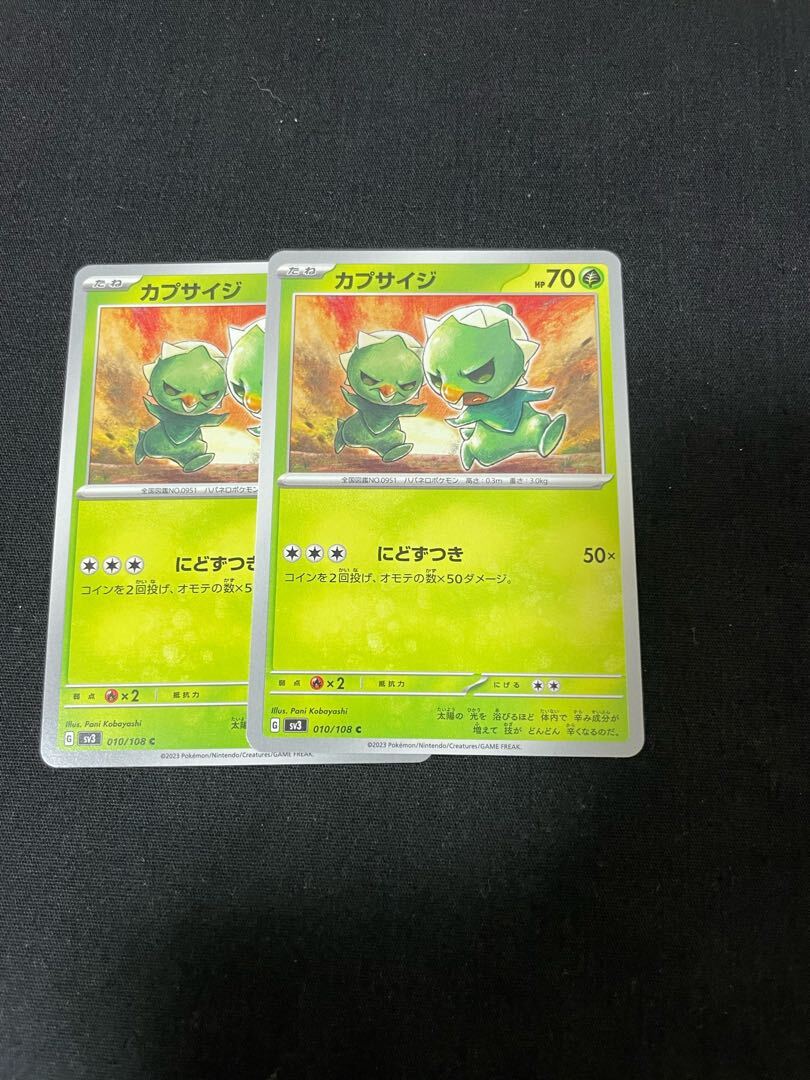 たね カプサイジ
全国図鑑NO.0951 ハバネロポケモン
にどずつき
コインを2回投げ、オモテの数×5
弱点 ×2 抵抗力
Illus. Pani Kobayashi
太陽
G sv3 010/108 C
たね カプサイジ HP70
全国図鑑NO.0951 ハバネロポケモン 高さ:0.3m 重さ:3.0kg
にどずつき 50×
コインを2回投げ、オモテの数×50ダメージ。
弱点 ×2 抵抗力 にげる
Illus. Pani Kobayashi
太陽の 光を 浴びるほど 体内で 辛み成分が
増えて 技が どんどん 辛くなるのだ。
G sv3 010/108 C
©2023 Pokémon/Nintendo/Creatures/GAME FREAK.
©2023 Pokémon/Nintendo/Creatures/GAME FREAK.